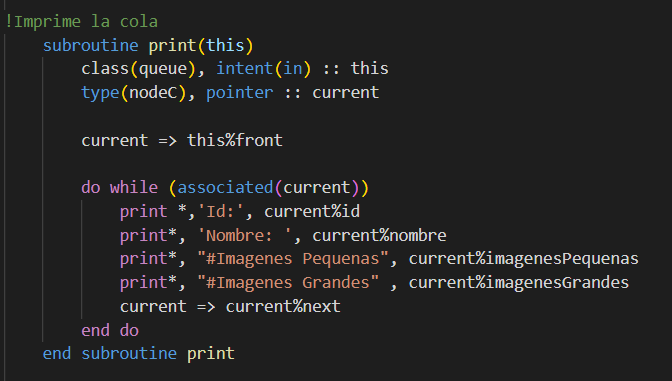 !Imprime la cola
subroutine print(this)
class(queue), intent(in) :: this
type(nodeC), pointer :: current
current => this%front
do while (associated(current))
print *,'Id:', current%id
print*, 'Nombre: ', current%nombre
print*, "#Imagenes Pequenas", current%imagenesPequenas
print*, "#Imagenes Grandes" , current%imagenesGrandes
current => current%next
end do
end subroutine print